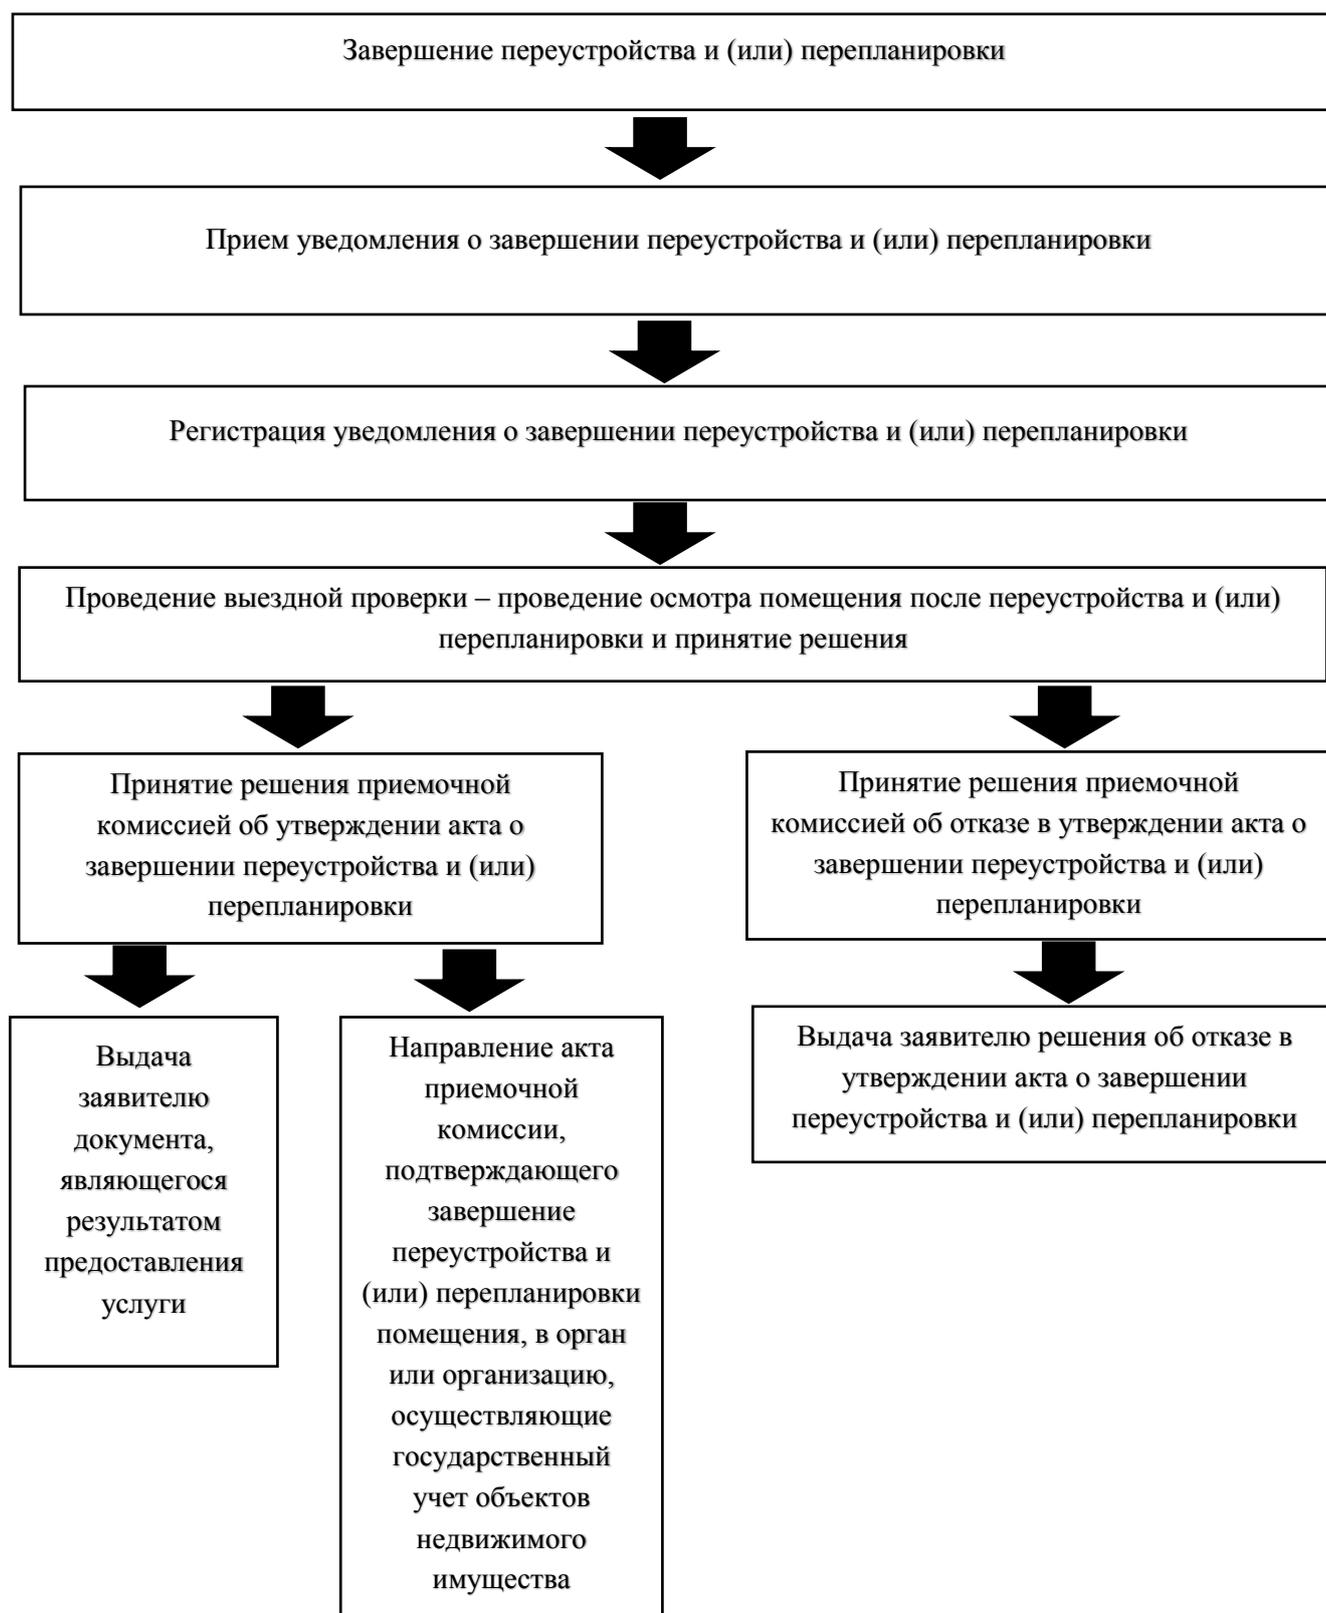 Завершение переустройства и (или) перепланировки
Прием уведомления о завершении переустройства и (или) перепланировки
Регистрация уведомления о завершении переустройства и (или) перепланировки
Проведение выездной проверки – проведение осмотра помещения после переустройства и (или)
перепланировки и принятие решения
Принятие решения приемочной
комиссией об утверждении акта о
завершении переустройства и (или)
перепланировки
Принятие решения приемочной
комиссией об отказе в утверждении акта о
завершении переустройства и (или)
перепланировки
Выдача
заявителю
документа,
являющегося
результатом
предоставления
услуги
Направление акта
приемочной
комиссии,
подтверждающего
завершение
переустройства и
(или) перепланировки
помещения, в орган
или организацию,
осуществляющие
государственный
учет объектов
недвижимого
имущества
Выдача заявителю решения об отказе в
утверждении акта о завершении
переустройства и (или) перепланировки